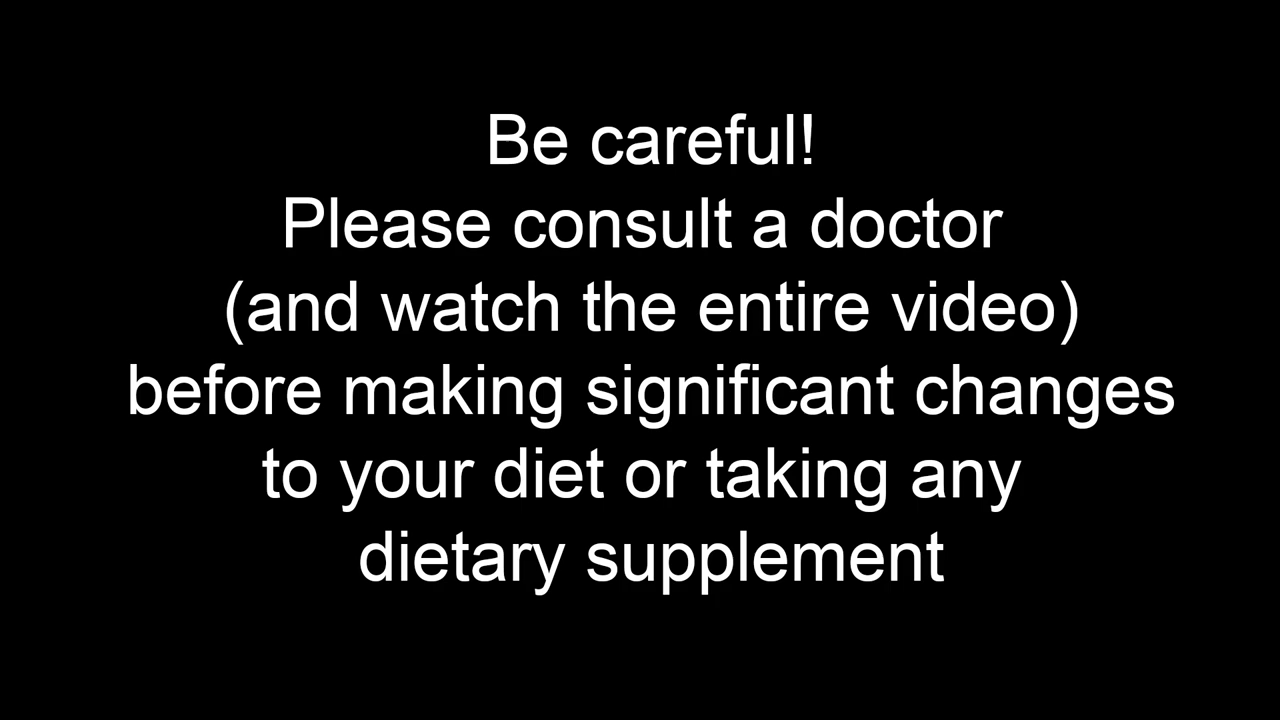 Be careful!
Please consult a doctor
(and watch the entire video)
before making significant changes
to your diet or taking any
dietary supplement